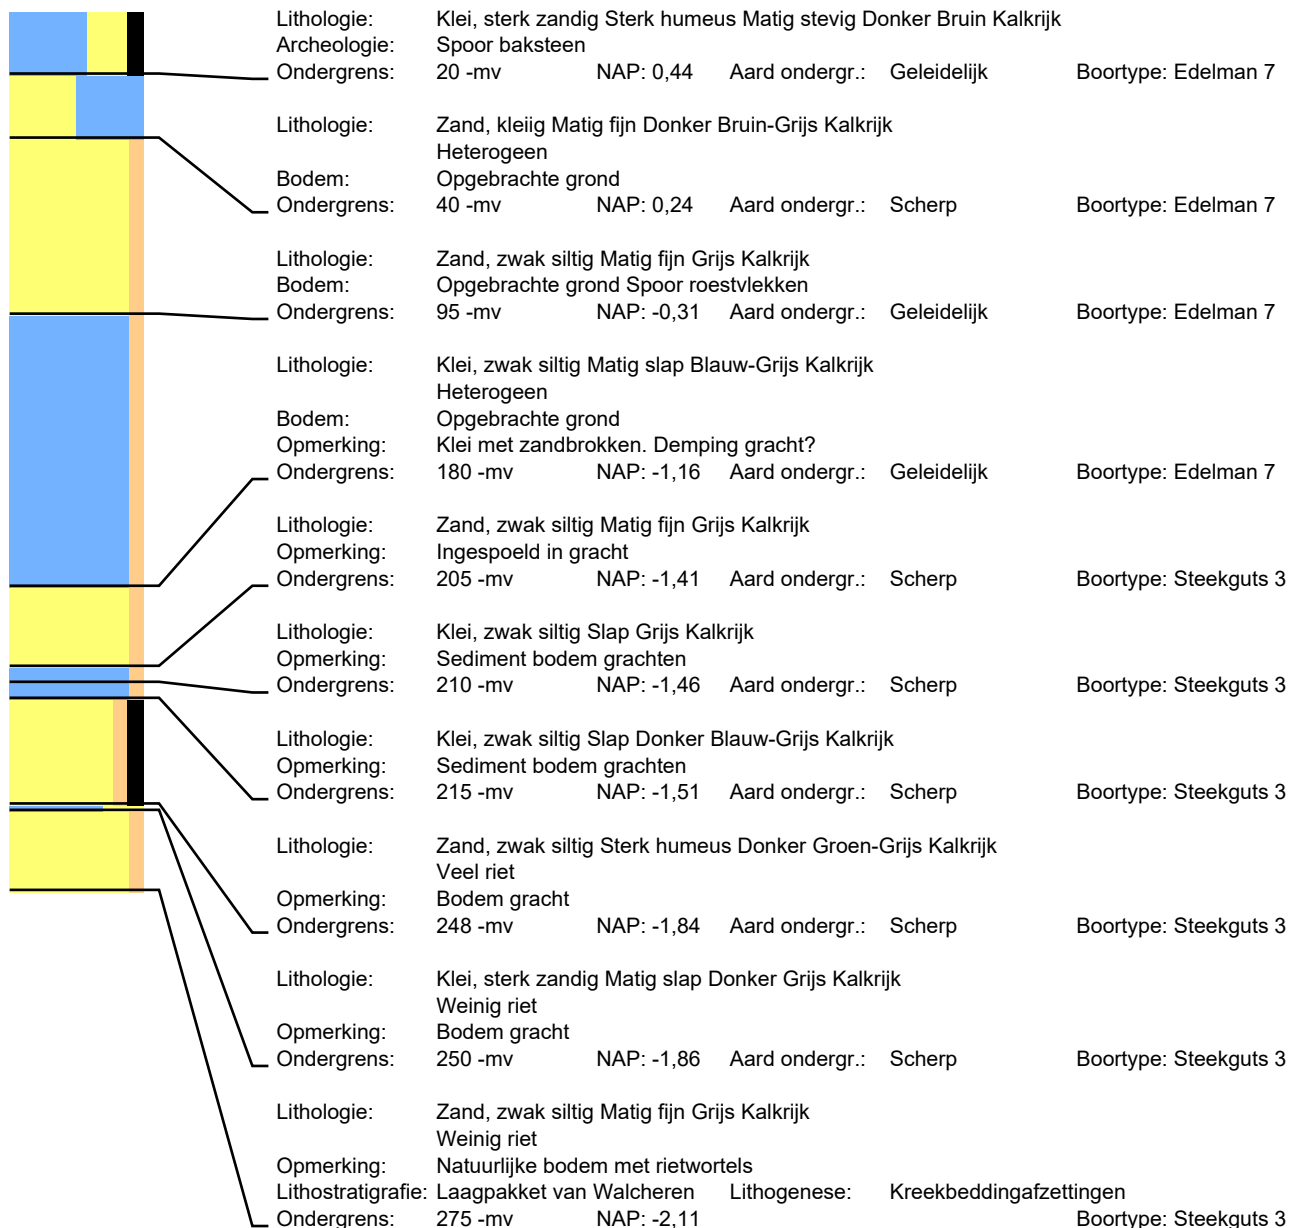 Lithologie: Klei, sterk zandig Sterk humeus Matig stevig Donker Bruin Kalkrijk
Archeologie: Spoor baksteen
Ondergrens: 20 -mv NAP: 0,44 Aard ondergr.: Geleidelijk Boortype: Edelman 7
Lithologie: Zand, kleiig Matig fijn Donker Bruin-Grijs Kalkrijk
Heterogeen
Bodem: Opgebrachte grond
Ondergrens: 40 -mv NAP: 0,24 Aard ondergr.: Scherp Boortype: Edelman 7
Lithologie: Zand, zwak siltig Matig fijn Grijs Kalkrijk
Bodem: Opgebrachte grond Spoor roestvlekken
Ondergrens: 95 -mv NAP: -0,31 Aard ondergr.: Geleidelijk Boortype: Edelman 7
Lithologie: Klei, zwak siltig Matig slap Blauw-Grijs Kalkrijk
Heterogeen
Bodem: Opgebrachte grond
Opmerking: Klei met zandbrokken. Demping gracht?
Ondergrens: 180 -mv NAP: -1,16 Aard ondergr.: Geleidelijk Boortype: Edelman 7
Lithologie: Zand, zwak siltig Matig fijn Grijs Kalkrijk
Opmerking: Ingespoeld in gracht
Ondergrens: 205 -mv NAP: -1,41 Aard ondergr.: Scherp Boortype: Steekguts 3
Lithologie: Klei, zwak siltig Slap Grijs Kalkrijk
Opmerking: Sediment bodem grachten
Ondergrens: 210 -mv NAP: -1,46 Aard ondergr.: Scherp Boortype: Steekguts 3
Lithologie: Klei, zwak siltig Slap Donker Blauw-Grijs Kalkrijk
Opmerking: Sediment bodem grachten
Ondergrens: 215 -mv NAP: -1,51 Aard ondergr.: Scherp Boortype: Steekguts 3
Lithologie: Zand, zwak siltig Sterk humeus Donker Groen-Grijs Kalkrijk
Veel riet
Opmerking: Bodem gracht
Ondergrens: 248 -mv NAP: -1,84 Aard ondergr.: Scherp Boortype: Steekguts 3
Lithologie: Klei, sterk zandig Matig slap Donker Grijs Kalkrijk
Weinig riet
Opmerking: Bodem gracht
Ondergrens: 250 -mv NAP: -1,86 Aard ondergr.: Scherp Boortype: Steekguts 3
Lithologie: Zand, zwak siltig Matig fijn Grijs Kalkrijk
Weinig riet
Opmerking: Natuurlijke bodem met rietwortels
Lithostratigrafie: Laagpakket van Walcheren Lithogenese: Kreekbeddingafzettingen
Ondergrens: 275 -mv NAP: -2,11 Boortype: Steekguts 3